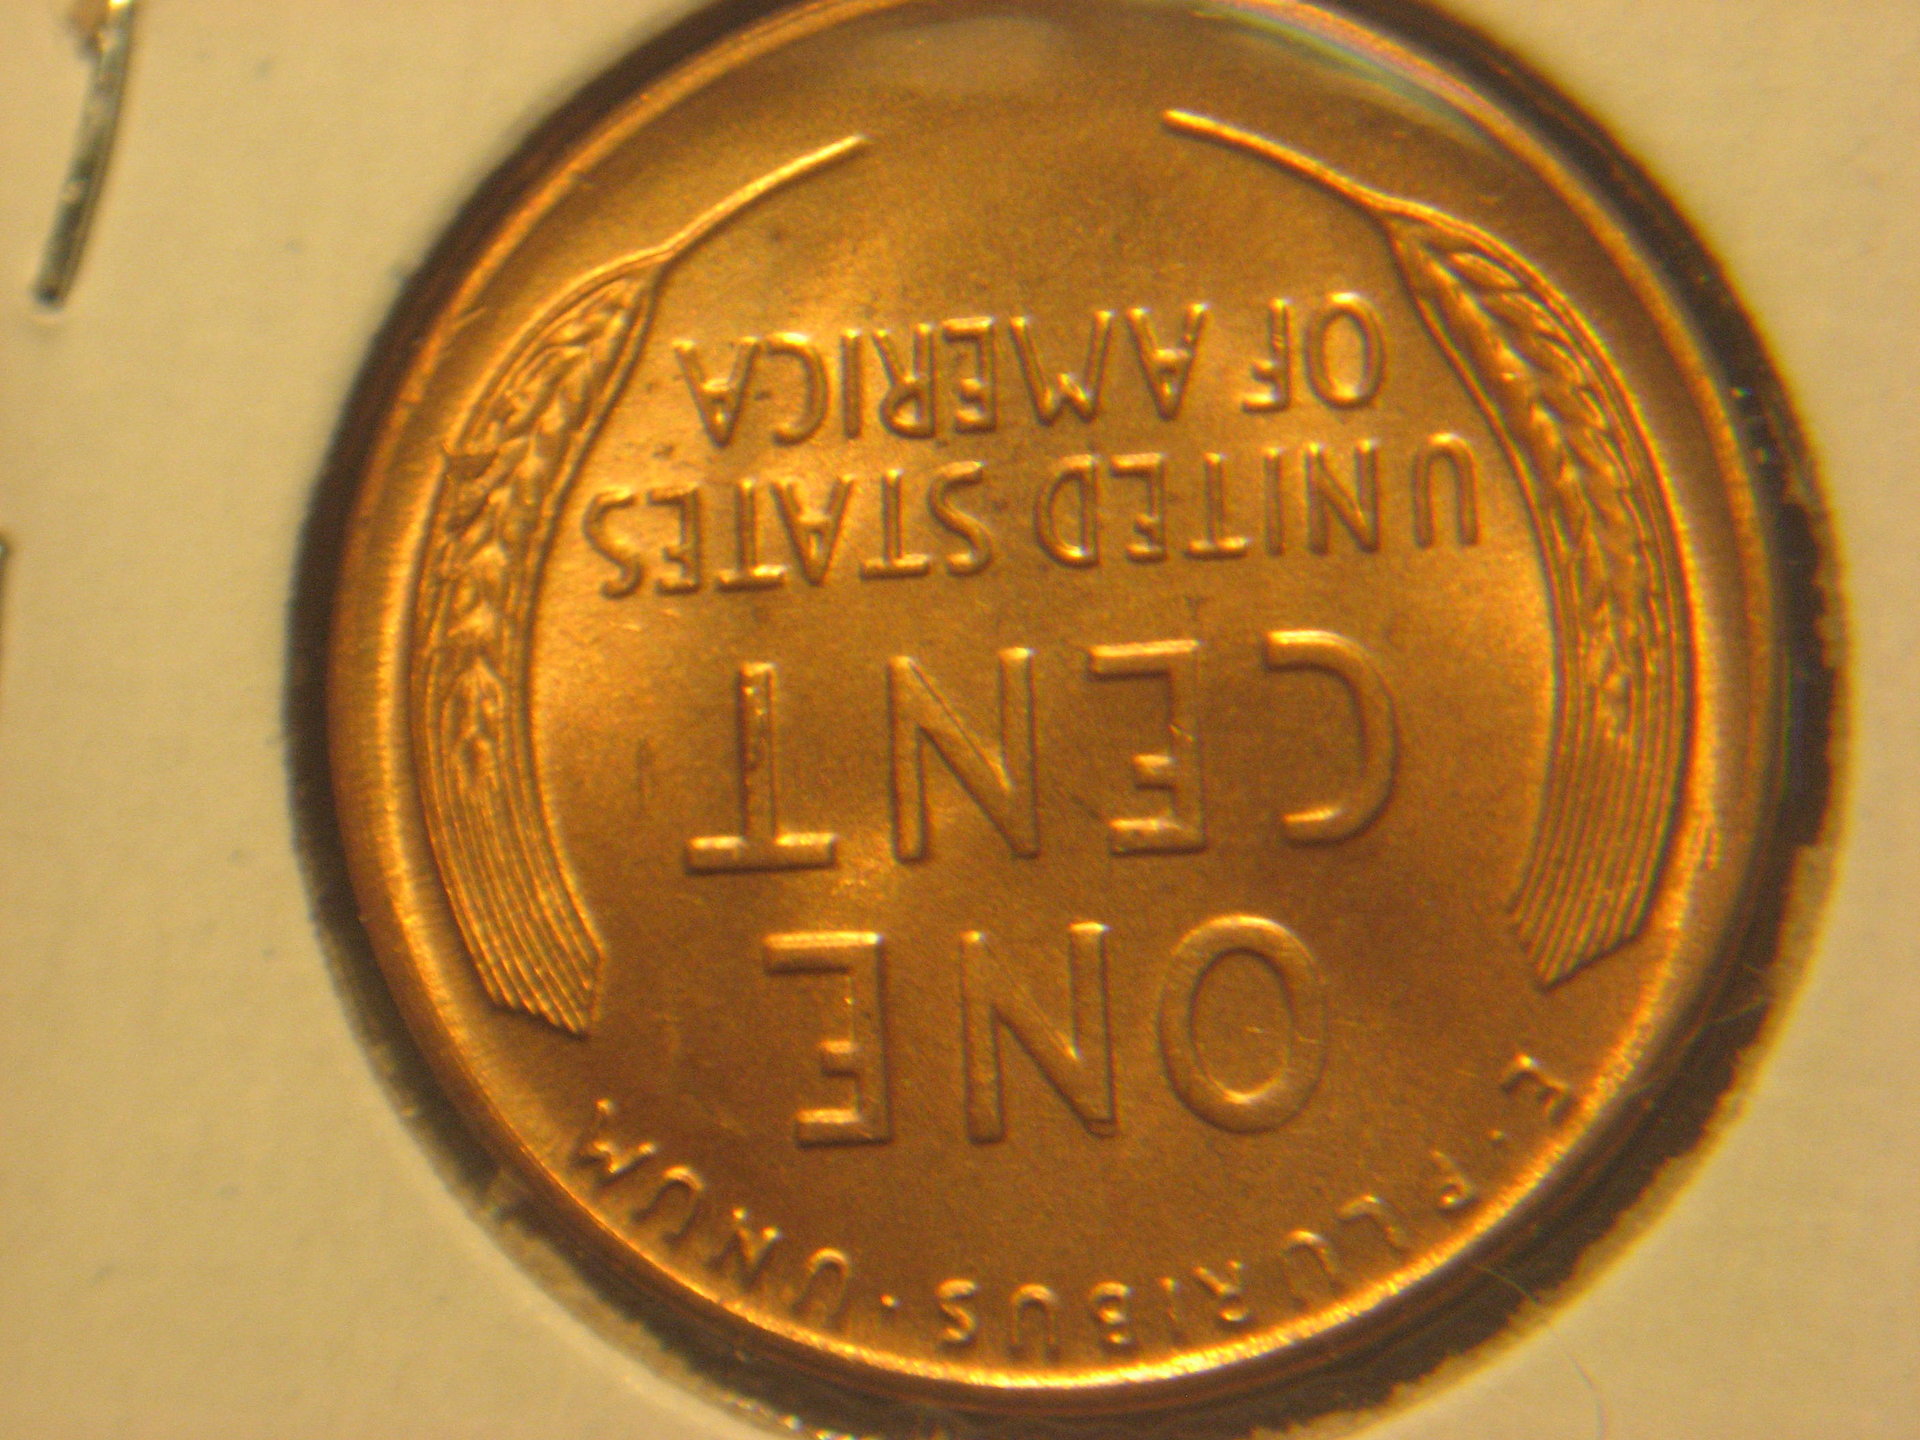 E · PLURIBUS · UNUM
ONE
CENT
UNITED STATES
OF AMERICA